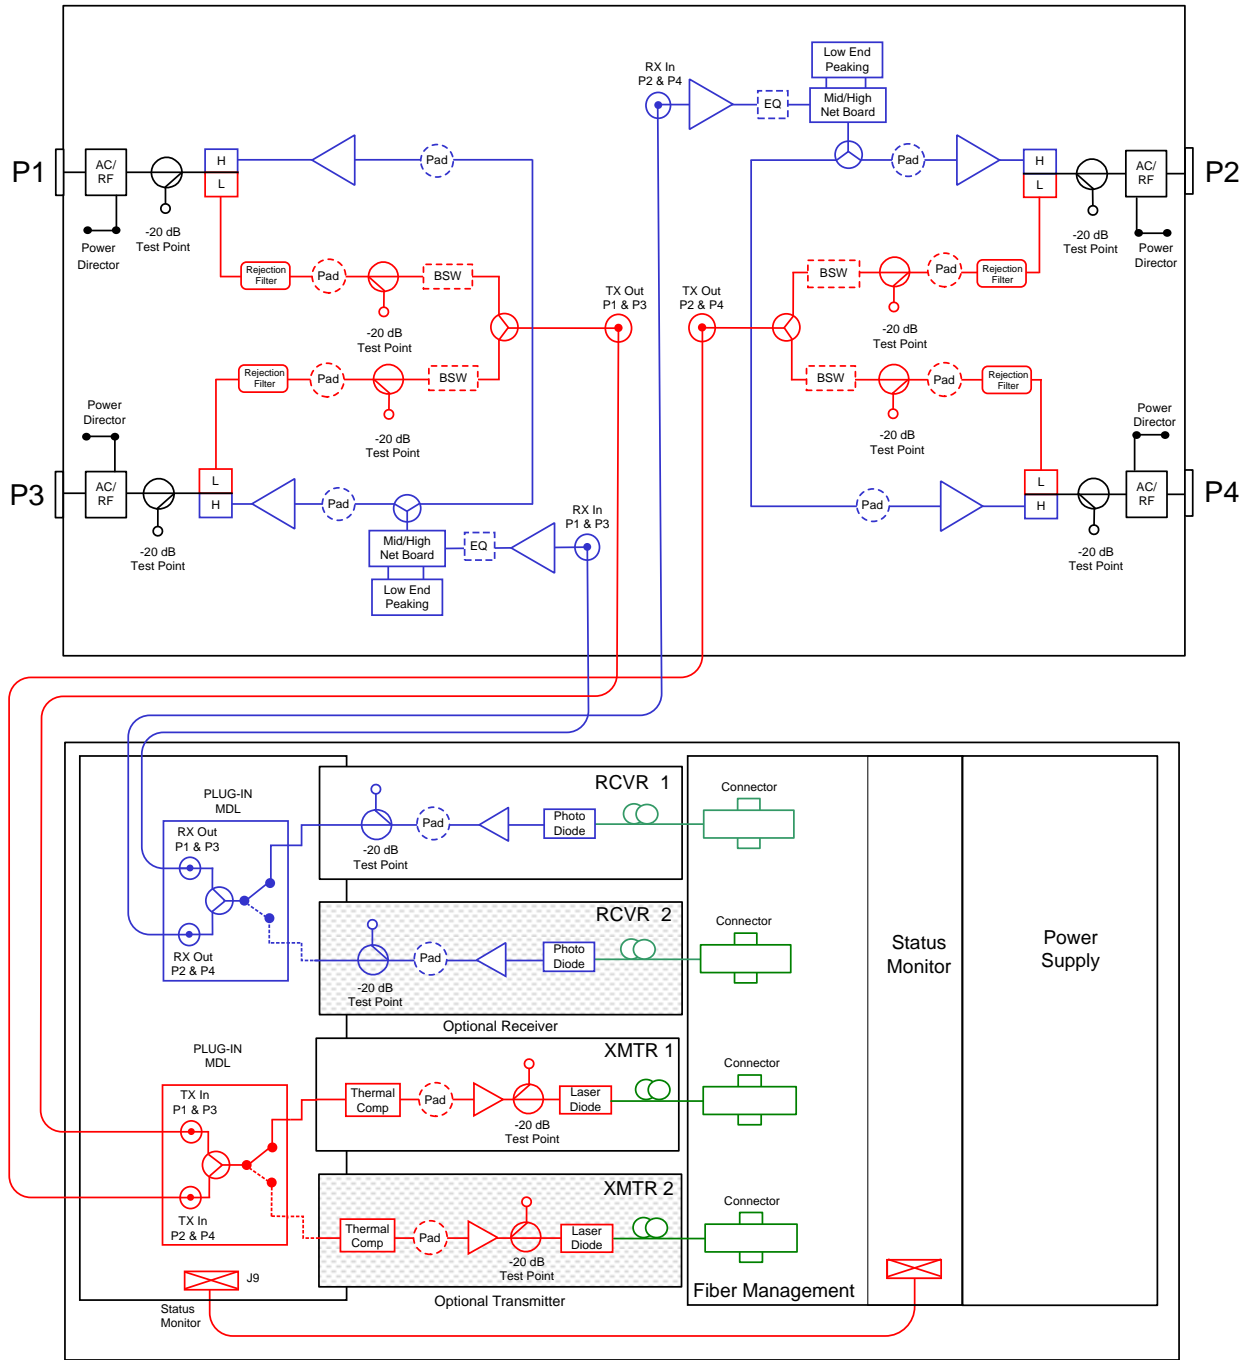 RX In
P2 & P4
Low End
Peaking
EQ
Mid/High
Net Board
P1
AC/
RF
H
L
Pad
-20 dB
Test Point
Power
Director
Pad
H
L
AC/
RF
P2
-20 dB
Test Point
Power
Director
Rejection
Filter
Pad
BSW
-20 dB
Test Point
TX Out
P1 & P3
TX Out
P2 & P4
BSW
Pad
Rejection
Filter
-20 dB
Test Point
Rejection
Filter
Pad
BSW
-20 dB
Test Point
BSW
Pad
Rejection
Filter
-20 dB
Test Point
Power
Director
Power
Director
P3
AC/
RF
L
H
Pad
-20 dB
Test Point
Mid/High
Net Board
EQ
Low End
Peaking
RX In
P1 & P3
Pad
L
H
AC/
RF
P4
-20 dB
Test Point
PLUG-IN
MDL
RX Out
P1 & P3
RX Out
P2 & P4
RCVR 1
Pad
Photo
Diode
-20 dB
Test Point
Connector
RCVR 2
Pad
Photo
Diode
-20 dB
Test Point
Connector
Optional Receiver
Status
Monitor
Power
Supply
PLUG-IN
MDL
TX In
P1 & P3
TX In
P2 & P4
XMTR 1
Thermal
Comp
Pad
Laser
Diode
-20 dB
Test Point
Connector
XMTR 2
Thermal
Comp
Pad
Laser
Diode
-20 dB
Test Point
Connector
Optional Transmitter
Fiber Management
J9
Status
Monitor